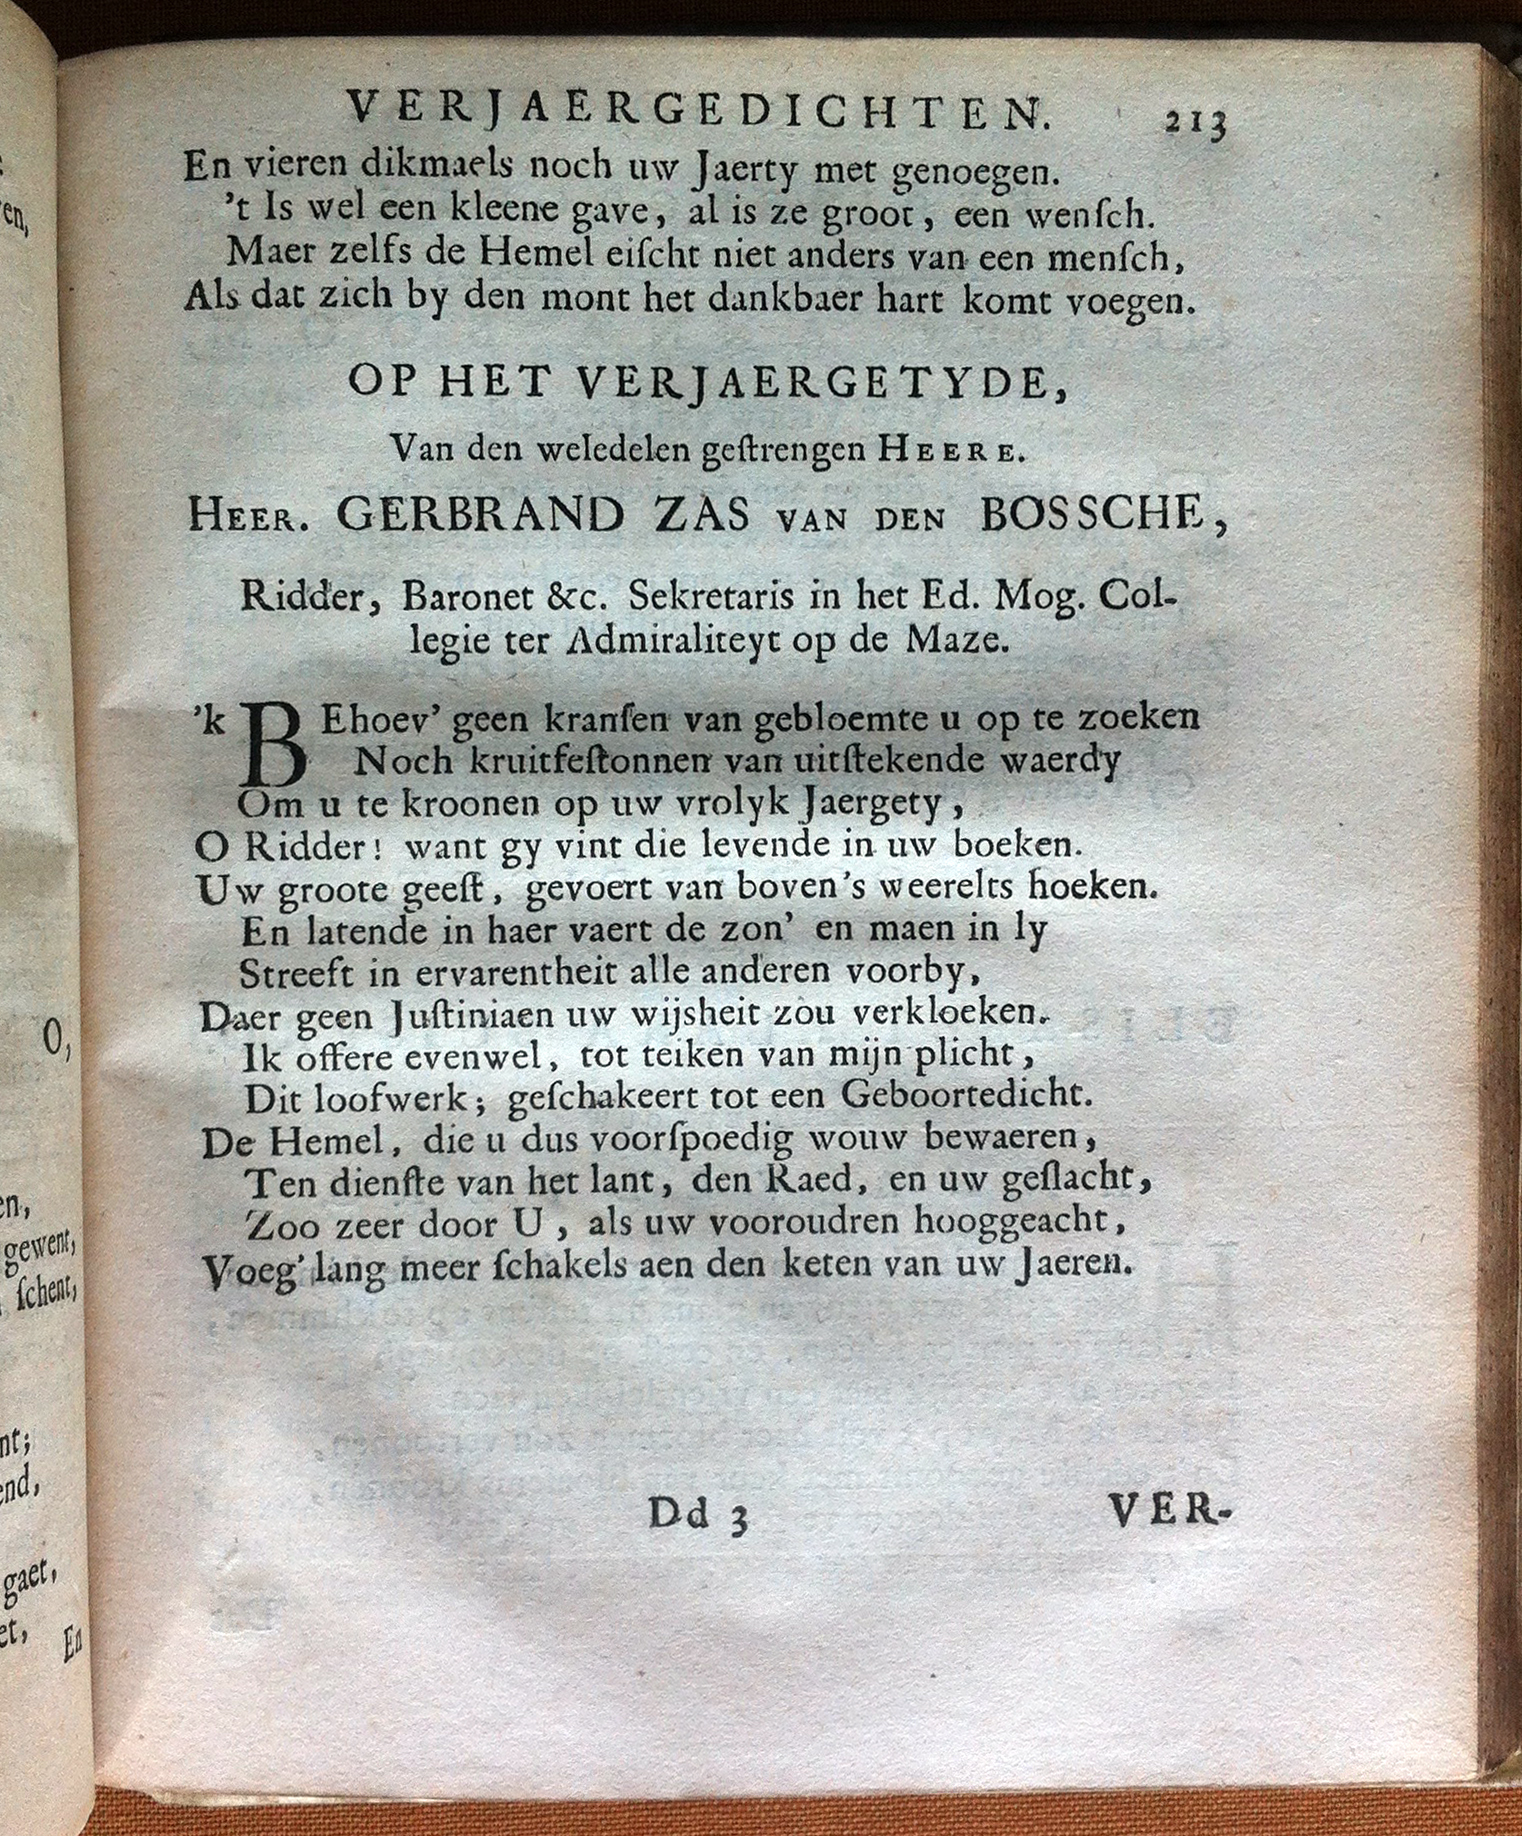 VERJAERGEDICHTEN. 213
En vieren dikmaels noch uw Jaerty met genoegen.
't Is wel een kleene gave, al is ze groot, een wenſch.
Maer zelfs de Hemel eiſcht niet anders van een menſch,
Als dat zich by den mont het dankbaer hart komt voegen.
OP HET VERJAERGETYDE,
Van den weledelen geſtrengen HEERE.
HEER. GERBRAND ZAS VAN DEN BOSSCHE,
Ridder, Baronet &c. Sekretaris in het Ed. Mog. Col-
legie ter Admiraliteyt op de Maze.
'k BEhoev' geen kranſen van gebloemte u op te zoeken
Noch kruitfeſtonnen van uitſtekende waerdy
Om u te kroonen op uw vrolyk Jaergety,
O Ridder! want gy vint die levende in uw boeken.
Uw groote geeſt, gevoert van boven's weerelts hoeken.
En latende in haer vaert de zon' en maen in ly
Streeft in ervarentheit alle anderen voorby,
Daer geen Juſtiniaen uw wijsheit zou verkloeken.
Ik offere evenwel, tot teiken van mijn plicht,
Dit loofwerk; geſchakeert tot een Geboortedicht.
De Hemel, die u dus voorſpoedig wouw bewaeren,
Ten dienſte van het lant, den Raed, en uw geſlacht,
Zoo zeer door U, als uw vooroudren hooggeacht,
Voeg' lang meer ſchakels aen den keten van uw Jaeren.
Dd 3 VER-
O,
gewent,
ſchent,
gaet,
En